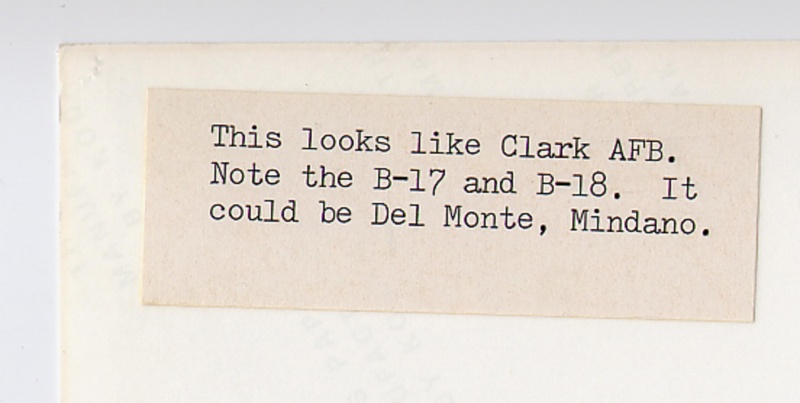 This looks like Clark AFB.
Note the B-17 and B-18.  It
could be Del Monte, Mindano.